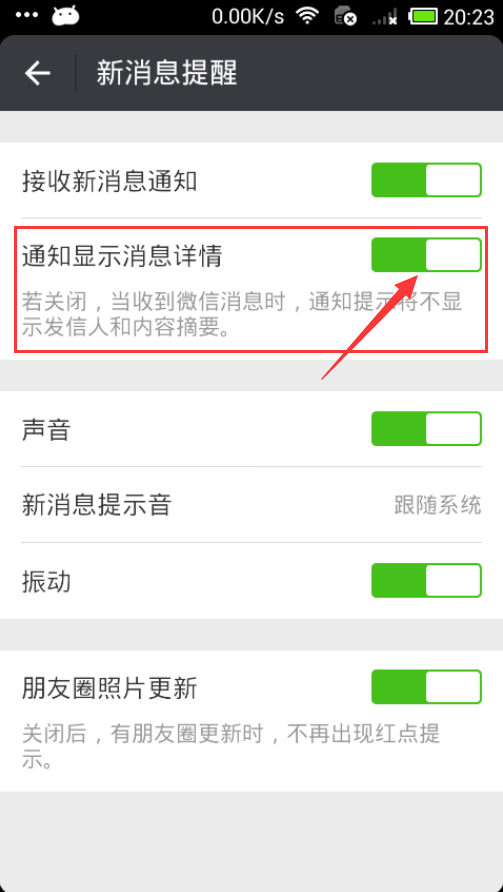 0.00K/s 20:23
新消息提醒
接收新消息通知
通知显示消息详情
若关闭，当收到微信消息时，通知提示将不显
示发信人和内容摘要。
声音
新消息提示音 跟随系统
振动
朋友圈照片更新
关闭后，有朋友圈更新时，不再出现红点提
示。